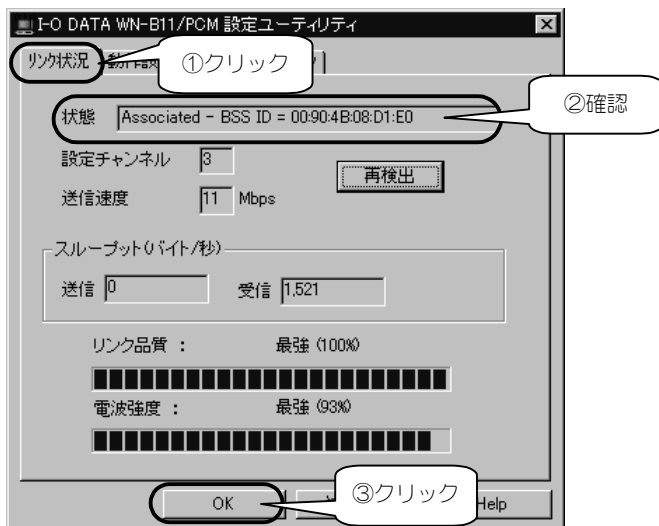 I-O DATA WN-B11/PCM 設定ユーティリティ
リンク状況
①クリック
状態 Associated - BSS ID = 00:90:4B:08:D1:E0
②確認
設定チャンネル 3
再検出
送信速度 11 Mbps
スループット(バイト/秒)
送信 0 受信 1,521
リンク品質 : 最強 (100%)
電波強度 : 最強 (93%)
OK
③クリック
Help